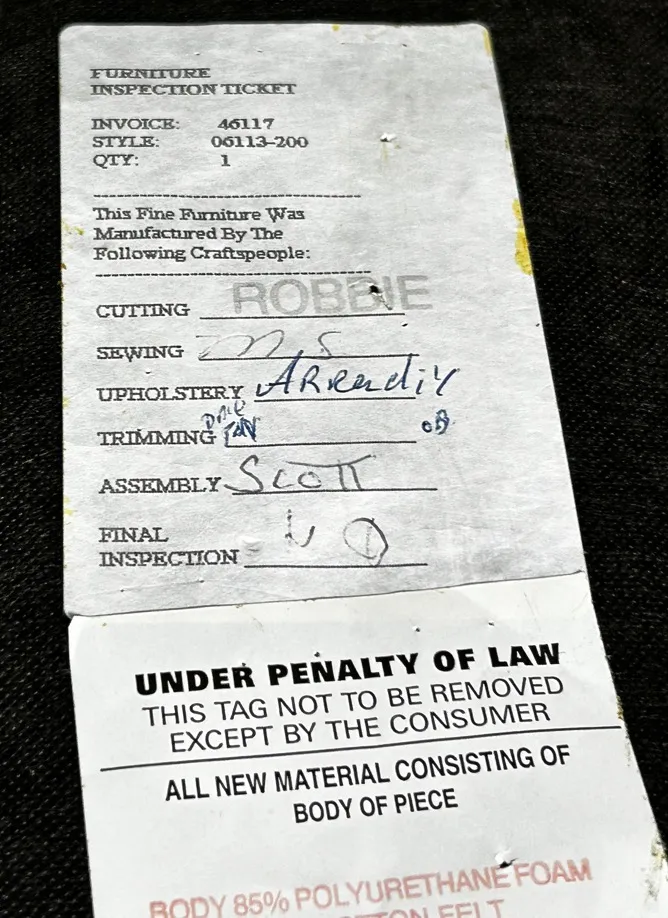 FURNITURE
INSPECTION TICKET
INVOICE: 46117
STYLE: 06113-200
QTY: 1
------------------------------------
This Fine Furniture Was
Manufactured By The
Following Craftspeople:
------------------------------------
CUTTING ROBBIE
SEWING M S
UPHOLSTERY
TRIMMING
ASSEMBLY SCOTT
FINAL
INSPECTION
UNDER PENALTY OF LAW
THIS TAG NOT TO BE REMOVED
EXCEPT BY THE CONSUMER
ALL NEW MATERIAL CONSISTING OF
BODY OF PIECE
BODY 85% POLYURETHANE FOAM
FELT